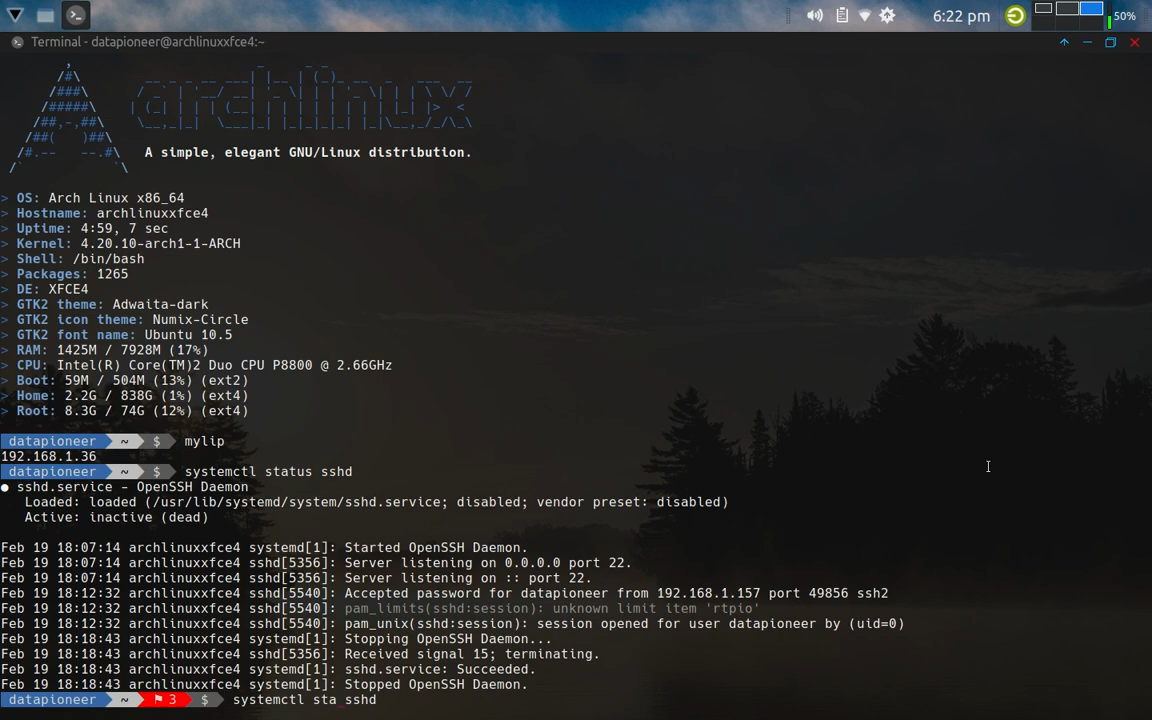 6:22 pm
50%
Terminal - datapioneer@archlinuxxfce4:~
archlinux
A simple, elegant GNU/Linux distribution.
> OS: Arch Linux x86_64
> Hostname: archlinuxxfce4
> Uptime: 4:59, 7 sec
> Kernel: 4.20.10-arch1-1-ARCH
> Shell: /bin/bash
> Packages: 1265
> DE: XFCE4
> GTK2 theme: Adwaita-dark
> GTK2 icon theme: Numix-Circle
> GTK2 font name: Ubuntu 10.5
> RAM: 1425M / 7928M (17%)
> CPU: Intel(R) Core(TM)2 Duo CPU P8800 @ 2.66GHz
> Boot: 59M / 504M (13%) (ext2)
> Home: 2.2G / 838G (1%) (ext4)
> Root: 8.3G / 74G (12%) (ext4)
datapioneer ~ $ mylip
192.168.1.36
datapioneer ~ $ systemctl status sshd
● sshd.service - OpenSSH Daemon
Loaded: loaded (/usr/lib/systemd/system/sshd.service; disabled; vendor preset: disabled)
Active: inactive (dead)
Feb 19 18:07:14 archlinuxxfce4 systemd[1]: Started OpenSSH Daemon.
Feb 19 18:07:14 archlinuxxfce4 sshd[5356]: Server listening on 0.0.0.0 port 22.
Feb 19 18:07:14 archlinuxxfce4 sshd[5356]: Server listening on :: port 22.
Feb 19 18:12:32 archlinuxxfce4 sshd[5540]: Accepted password for datapioneer from 192.168.1.157 port 49856 ssh2
Feb 19 18:12:32 archlinuxxfce4 sshd[5540]: pam_limits(sshd:session): unknown limit item 'rtpio'
Feb 19 18:12:32 archlinuxxfce4 sshd[5540]: pam_unix(sshd:session): session opened for user datapioneer by (uid=0)
Feb 19 18:18:43 archlinuxxfce4 systemd[1]: Stopping OpenSSH Daemon...
Feb 19 18:18:43 archlinuxxfce4 sshd[5356]: Received signal 15; terminating.
Feb 19 18:18:43 archlinuxxfce4 systemd[1]: sshd.service: Succeeded.
Feb 19 18:18:43 archlinuxxfce4 systemd[1]: Stopped OpenSSH Daemon.
datapioneer ~ ⚑ 3 $ systemctl sta sshd